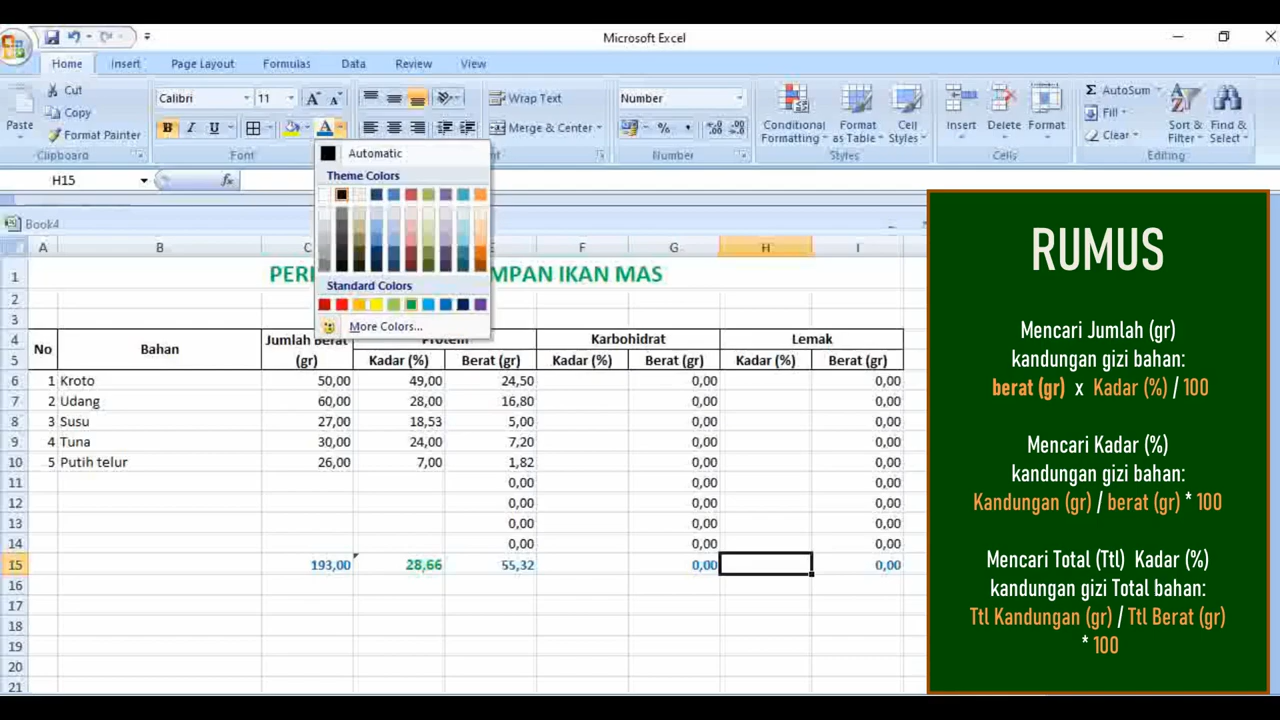 Microsoft Excel
Home Insert Page Layout Formulas Data Review View
Paste
Cut
Copy
Format Painter
Clipboard
Calibri 11
B I U
Font
Wrap Text
Merge & Center
Number
%
Number
Conditional Formatting
Format as Table
Cell Styles
Styles
Insert
Delete
Format
Cells
AutoSum
Fill
Clear
Sort & Filter
Find & Select
Editing
H15
fx
Automatic
Theme Colors
Standard Colors
More Colors...
Book4
A B C E F G H I
1 PERI MPAN IKAN MAS
2
3
4 No Bahan Jumlah Berat Protein Karbohidrat Lemak
5 (gr) Kadar (%) Berat (gr) Kadar (%) Berat (gr) Kadar (%) Berat (gr)
6 1 Kroto 50,00 49,00 24,50 0,00 0,00
7 2 Udang 60,00 28,00 16,80 0,00 0,00
8 3 Susu 27,00 18,53 5,00 0,00 0,00
9 4 Tuna 30,00 24,00 7,20 0,00 0,00
10 5 Putih telur 26,00 7,00 1,82 0,00 0,00
11 0,00 0,00 0,00
12 0,00 0,00 0,00
13 0,00 0,00 0,00
14 0,00 0,00 0,00
15 193,00 28,66 55,32 0,00 0,00
16
17
18
19
20
21
RUMUS
Mencari Jumlah (gr)
kandungan gizi bahan:
berat (gr) x Kadar (%) / 100
Mencari Kadar (%)
kandungan gizi bahan:
Kandungan (gr) / berat (gr) * 100
Mencari Total (Ttl) Kadar (%)
kandungan gizi Total bahan:
Ttl Kandungan (gr) / Ttl Berat (gr)
* 100